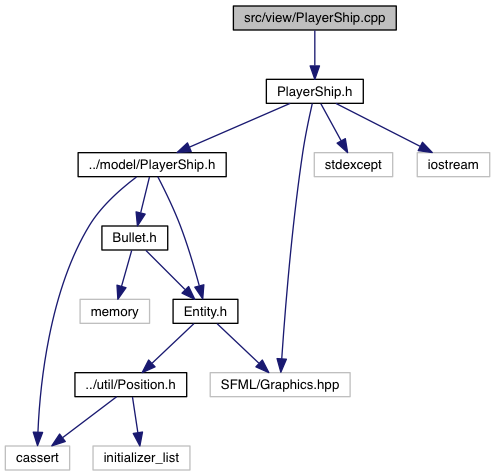 src/view/PlayerShip.cpp
PlayerShip.h
../model/PlayerShip.h
stdexcept
iostream
Bullet.h
memory
Entity.h
../util/Position.h
SFML/Graphics.hpp
cassert
initializer_list